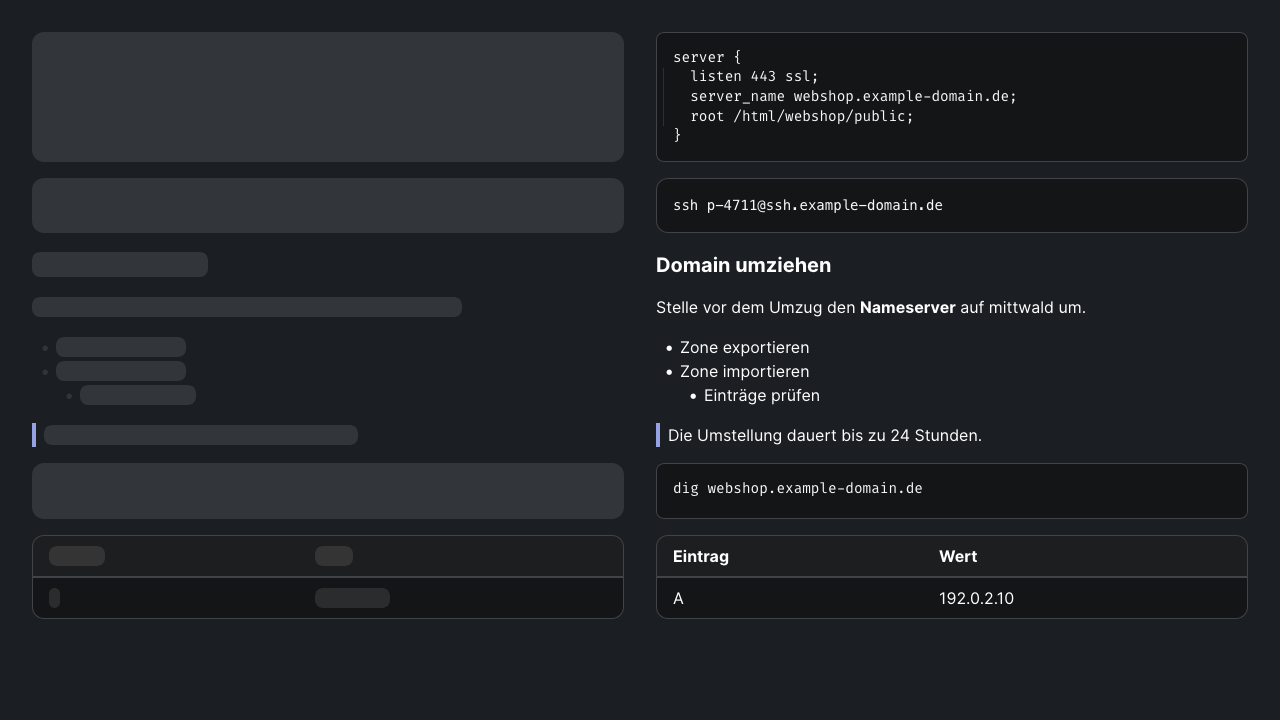 server {
  listen 443 ssl;
  server_name webshop.example-domain.de;
  root /html/webshop/public;
}
ssh p-4711@ssh.example-domain.de
Domain umziehen
Stelle vor dem Umzug den Nameserver auf mittwald um.
• Zone exportieren
• Zone importieren
• Einträge prüfen
Die Umstellung dauert bis zu 24 Stunden.
dig webshop.example-domain.de
Eintrag Wert
A 192.0.2.10